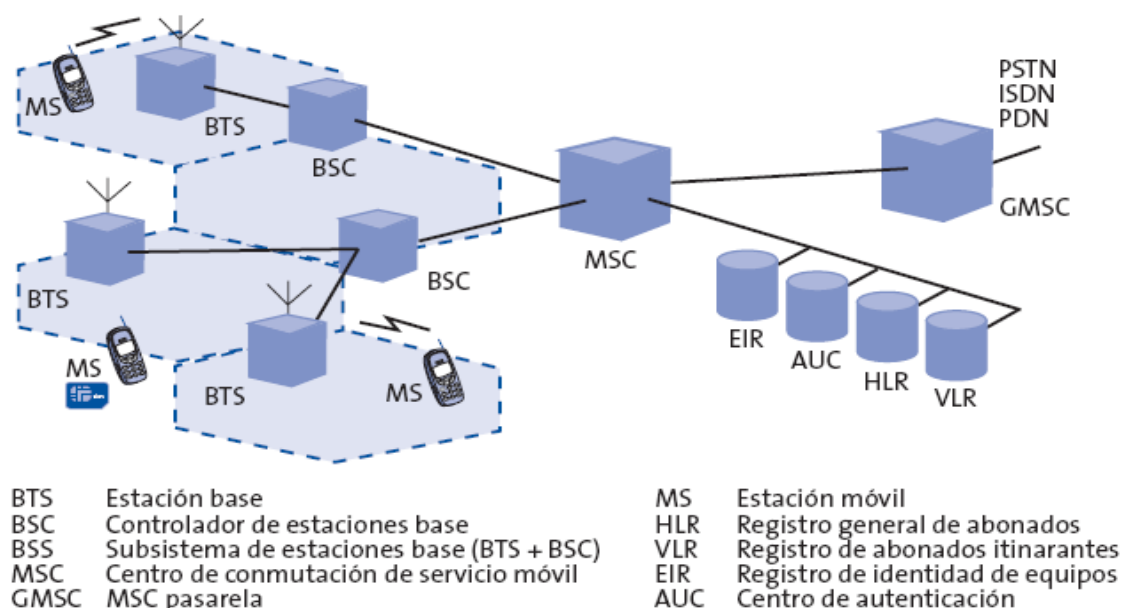 MS
BTS
BSC
BTS
BSC
MS
BTS
MS
MSC
PSTN
ISDN
PDN
GMSC
EIR
AUC
HLR
VLR
BTS Estación base
BSC Controlador de estaciones base
BSS Subsistema de estaciones base (BTS + BSC)
MSC Centro de conmutación de servicio móvil
GMSC MSC pasarela
MS Estación móvil
HLR Registro general de abonados
VLR Registro de abonados itinarantes
EIR Registro de identidad de equipos
AUC Centro de autenticación